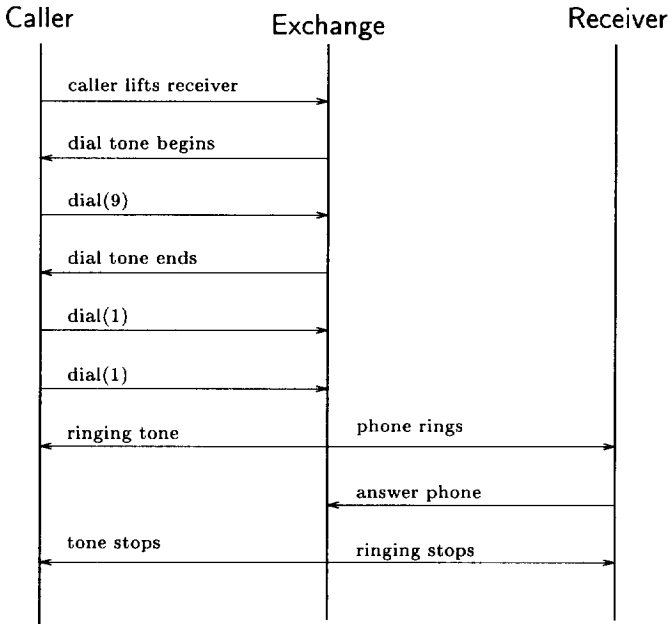 Caller
Exchange
Receiver
caller lifts receiver
dial tone begins
dial(9)
dial tone ends
dial(1)
dial(1)
ringing tone
phone rings
answer phone
tone stops
ringing stops